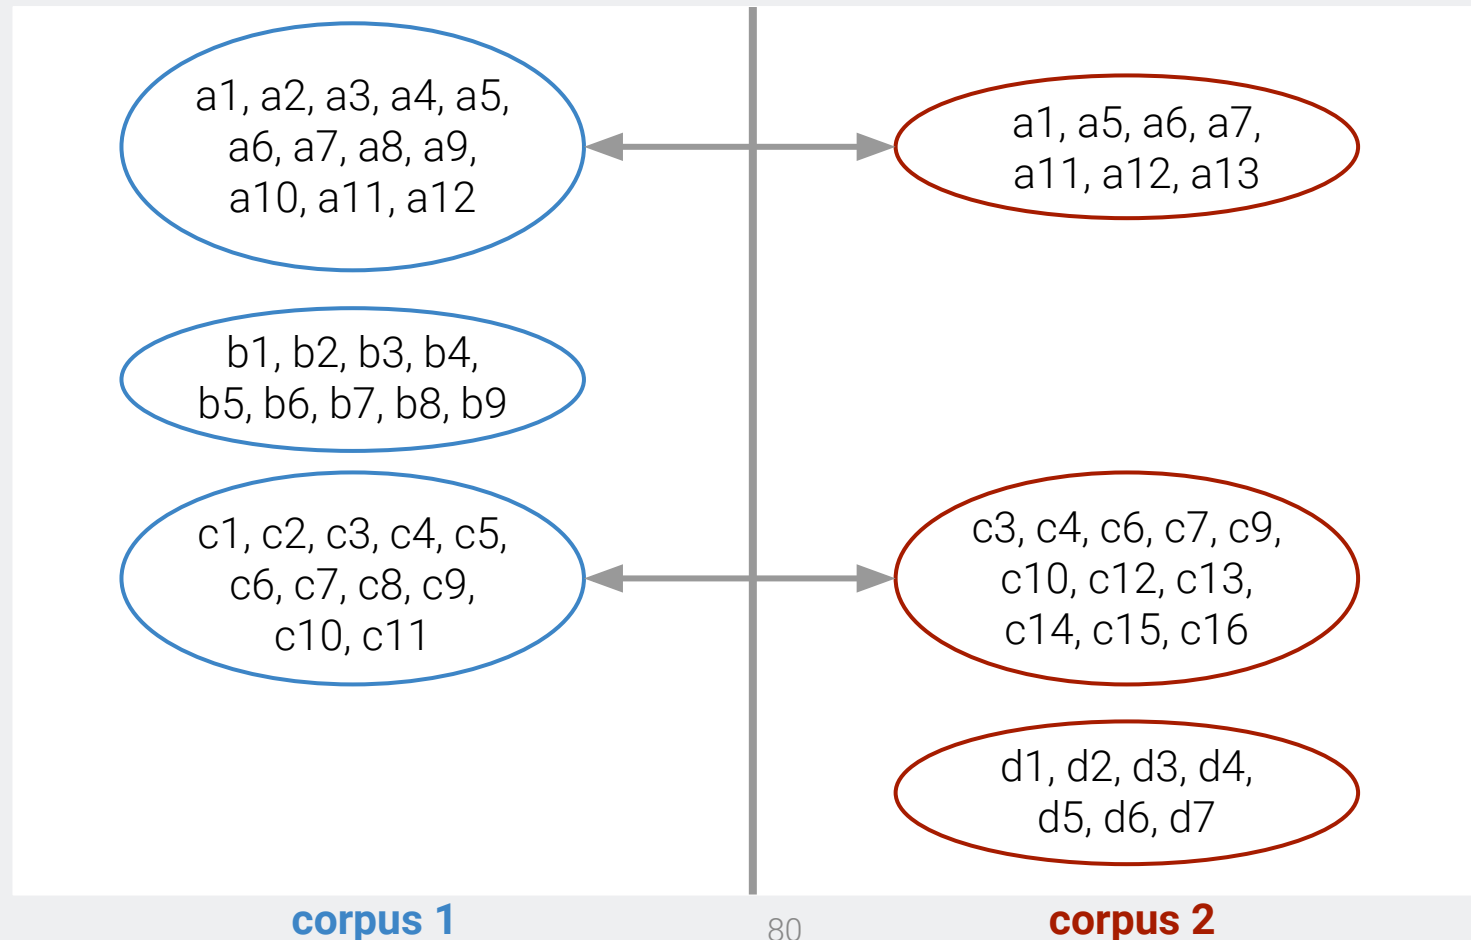 a1, a2, a3, a4, a5,
a6, a7, a8, a9,
a10, a11, a12
a1, a5, a6, a7,
a11, a12, a13
b1, b2, b3, b4,
b5, b6, b7, b8, b9
c1, c2, c3, c4, c5,
c6, c7, c8, c9,
c10, c11
c3, c4, c6, c7, c9,
c10, c12, c13,
c14, c15, c16
d1, d2, d3, d4,
d5, d6, d7
corpus 1
80
corpus 2